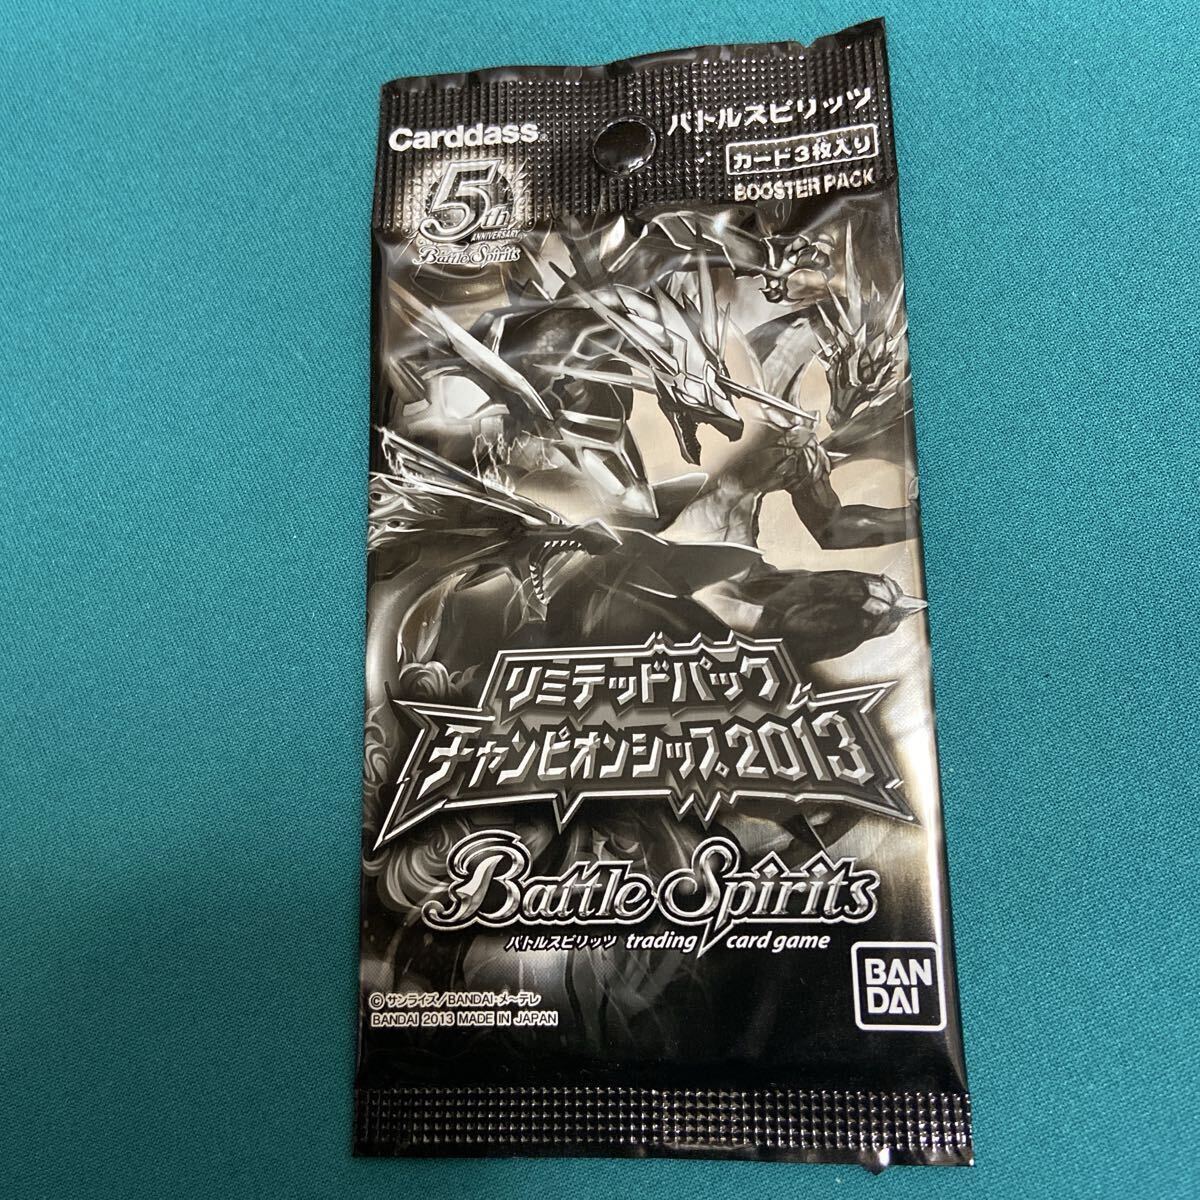 Carddass
バトルスピリッツ
カード3枚入り
BOOSTER PACK
5th
ANNIVERSARY
Battle Spirits
リミテッドパック
チャンピオンシップ2013
Battle Spirits
バトルスピリッツ trading card game
BAN
DAI
© サンライズ/BANDAI・メ~テレ
BANDAI 2013 MADE IN JAPAN